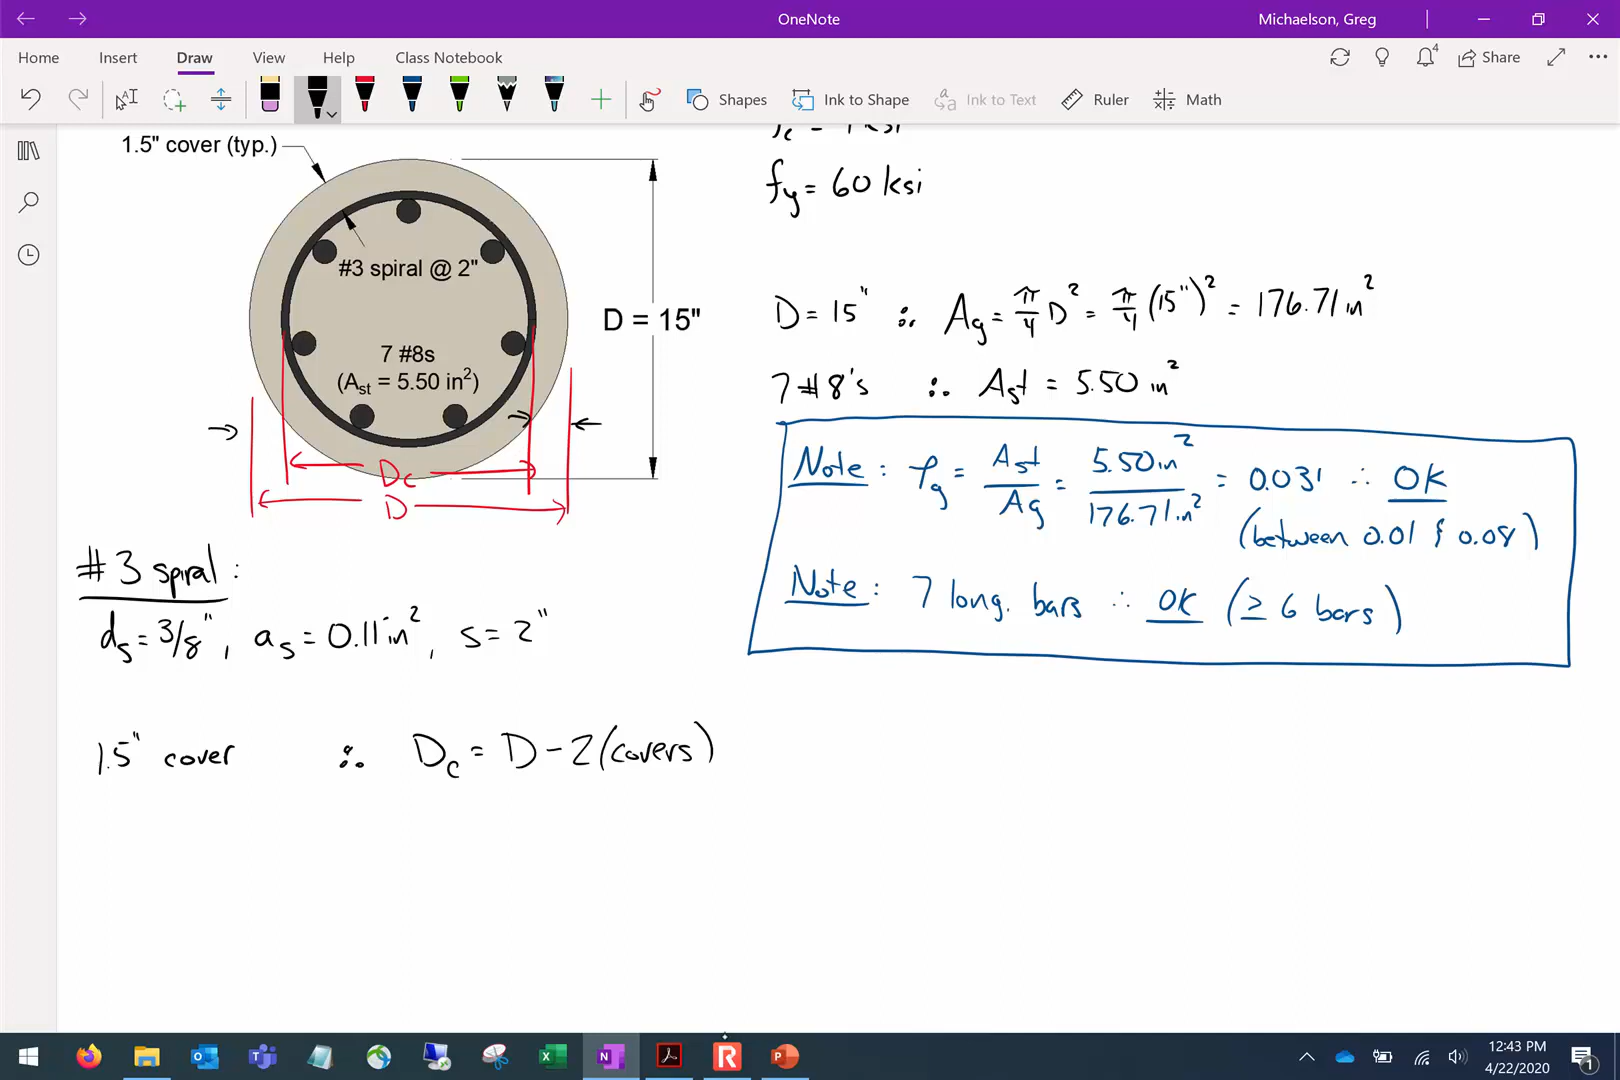 OneNote
Michaelson, Greg
Home Insert Draw View Help Class Notebook
4
Share
Shapes Ink to Shape Ink to Text Ruler Math
1.5" cover (typ.)
#3 spiral @ 2"
D = 15"
7 #8s
(Ast = 5.50 in²)
Dc
D
fy = 60 ksi
D = 15" ∴ Ag = π/4 D² = π/4 (15")² = 176.71 in²
7 #8's ∴ Ast = 5.50 in²
Note: ρg = Ast/Ag = 5.50 in²/176.71 in² = 0.031 ∴ OK
(between 0.01 & 0.08)
Note: 7 long. bars ∴ OK (≥ 6 bars)
#3 spiral:
ds = 3/8", as = 0.11 in², s = 2"
1.5" cover ∴ Dc = D - 2(covers)
12:43 PM
4/22/2020
1